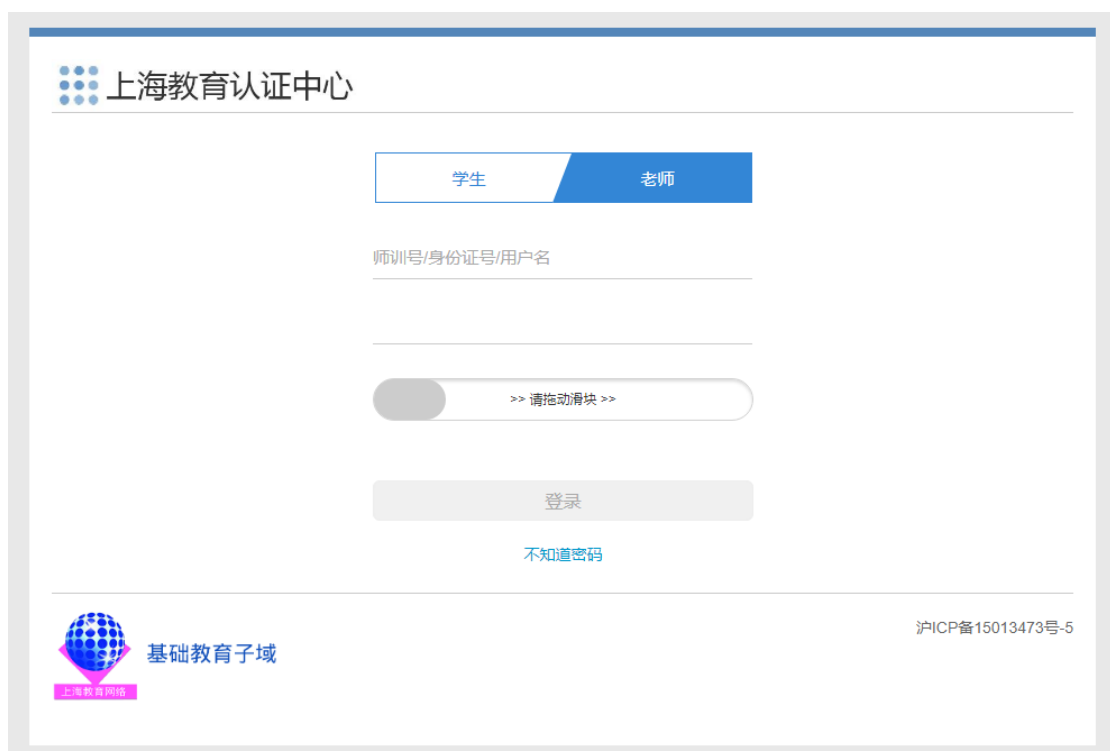 上海教育认证中心
学生
老师
师训号/身份证号/用户名
>> 请拖动滑块 >>
登录
不知道密码
沪ICP备15013473号-5
基础教育子域
上海教育网络